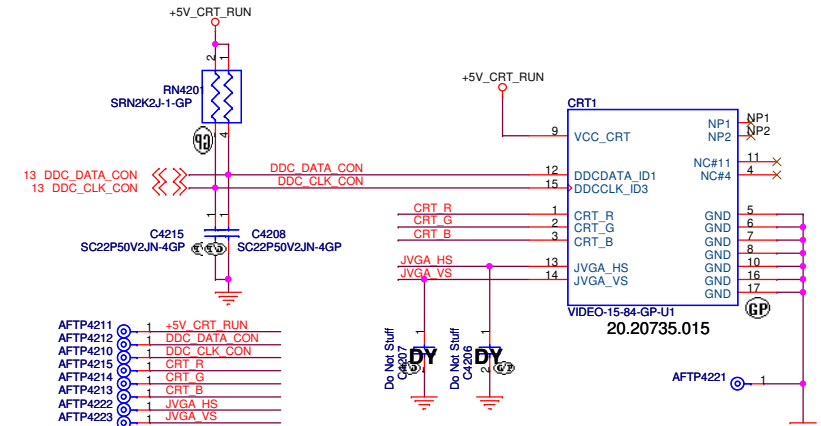 +5V_CRT_RUN
2 1
RN4201
SRN2K2J-1-GP
3 4
GP
+5V_CRT_RUN
CRT1
9 VCC_CRT
NP1 NP1
NP2 NP2
NC#11 11
NC#4 4
13 DDC_DATA_CON
13 DDC_CLK_CON
DDC_DATA_CON 12 DDCDATA_ID1
DDC_CLK_CON 15 DDCCLK_ID3
CRT_R 1 CRT_R
CRT_G 2 CRT_G
CRT_B 3 CRT_B
JVGA_HS 13 JVGA_HS
JVGA_VS 14 JVGA_VS
GND 5
GND 6
GND 7
GND 8
GND 10
GND 16
GND 17
1 1
C4215 C4208
SC22P50V2JN-4GP SC22P50V2JN-4GP
VIDEO-15-84-GP-U1
20.20735.015
GP
AFTP4211 1 +5V_CRT_RUN
AFTP4212 1 DDC_DATA_CON
AFTP4210 1 DDC_CLK_CON
AFTP4215 1 CRT_R
AFTP4214 1 CRT_G
AFTP4213 1 CRT_B
AFTP4222 1 JVGA_HS
AFTP4223 1 JVGA_VS
Do Not Stuff
C4207
1
DY
2
Do Not Stuff
C4206
1
DY
2
AFTP4221 1